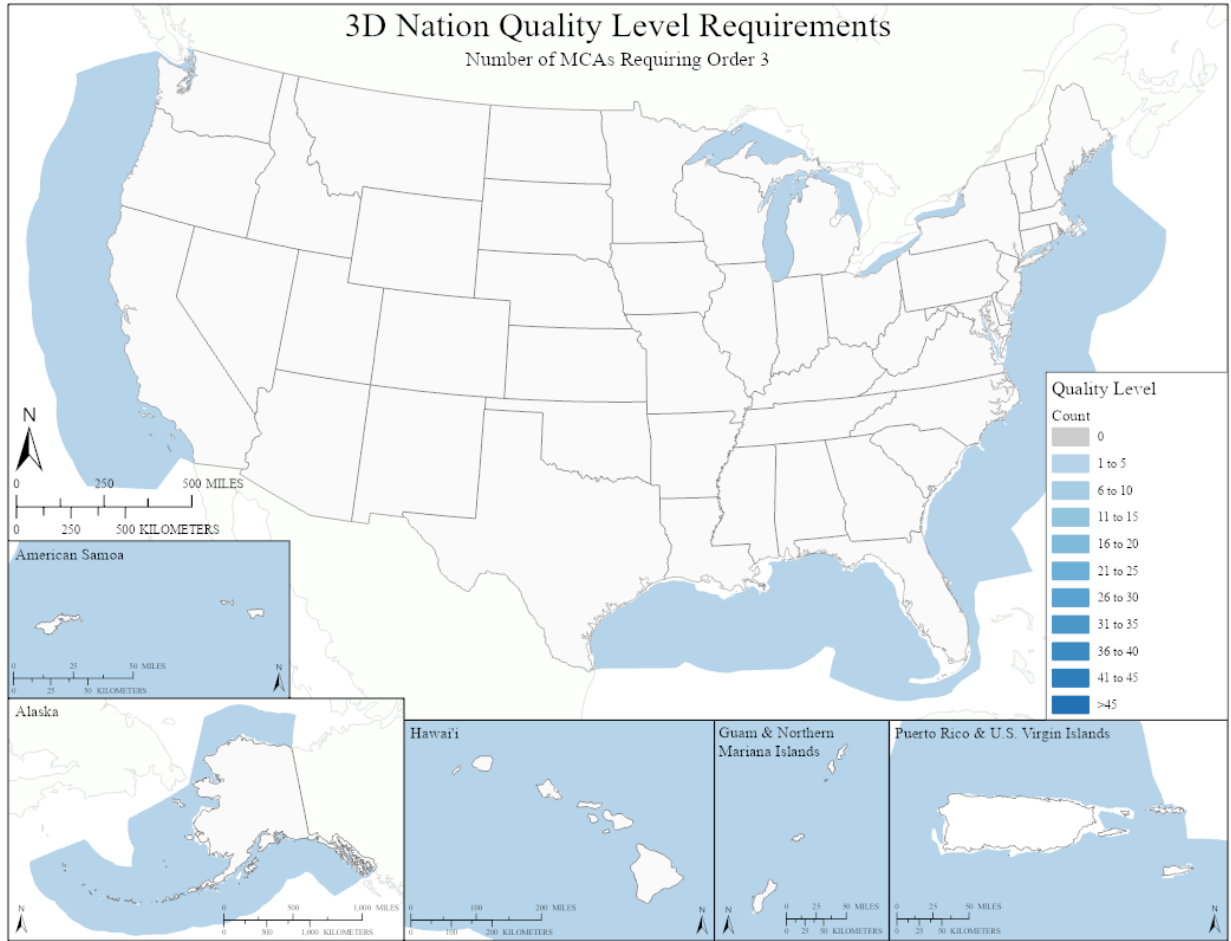 3D Nation Quality Level Requirements
Number of MCAs Requiring Order 3
N
0 250 500 MILES
0 250 500 KILOMETERS
Quality Level
Count
0
1 to 5
6 to 10
11 to 15
16 to 20
21 to 25
26 to 30
31 to 35
36 to 40
41 to 45
>45
American Samoa
0 25 50 MILES
0 25 50 KILOMETERS
N
Alaska
N
0 500 1,000 MILES
0 500 1,000 KILOMETERS
Hawai'i
0 100 200 MILES
0 100 200 KILOMETERS
N
Guam & Northern
Mariana Islands
0 25 50 MILES
0 25 50 KILOMETERS
N
Puerto Rico & U.S. Virgin Islands
0 25 50 MILES
0 25 50 KILOMETERS
N